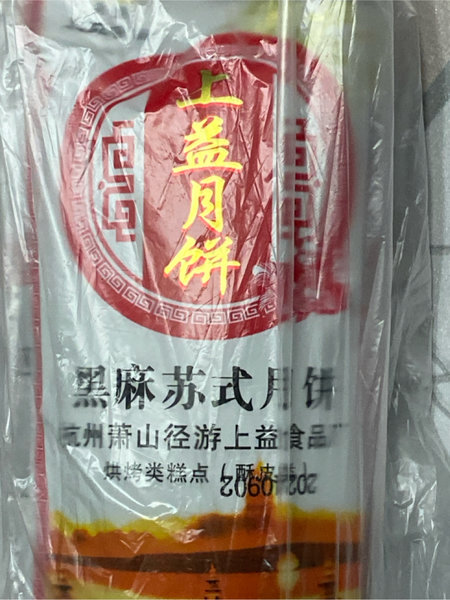 上益月饼
黑麻苏式月饼
杭州萧山径游上益食品厂
烘烤类糕点(酥皮类)